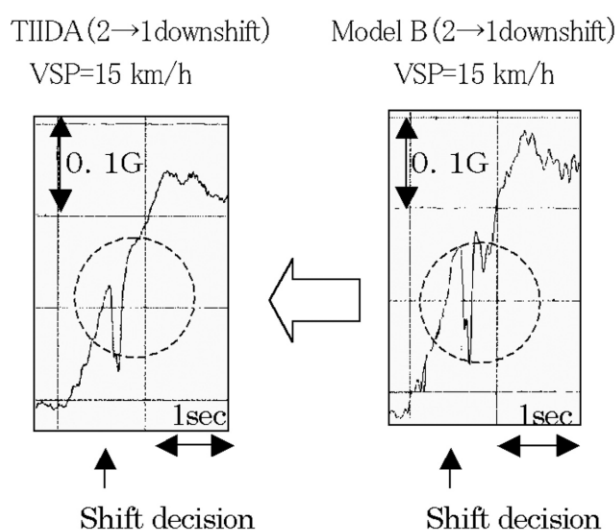 TIIDA(2→1downshift)
VSP=15 km/h
0. 1G
1sec
Shift decision
Model B(2→1downshift)
VSP=15 km/h
0. 1G
1sec
Shift decision